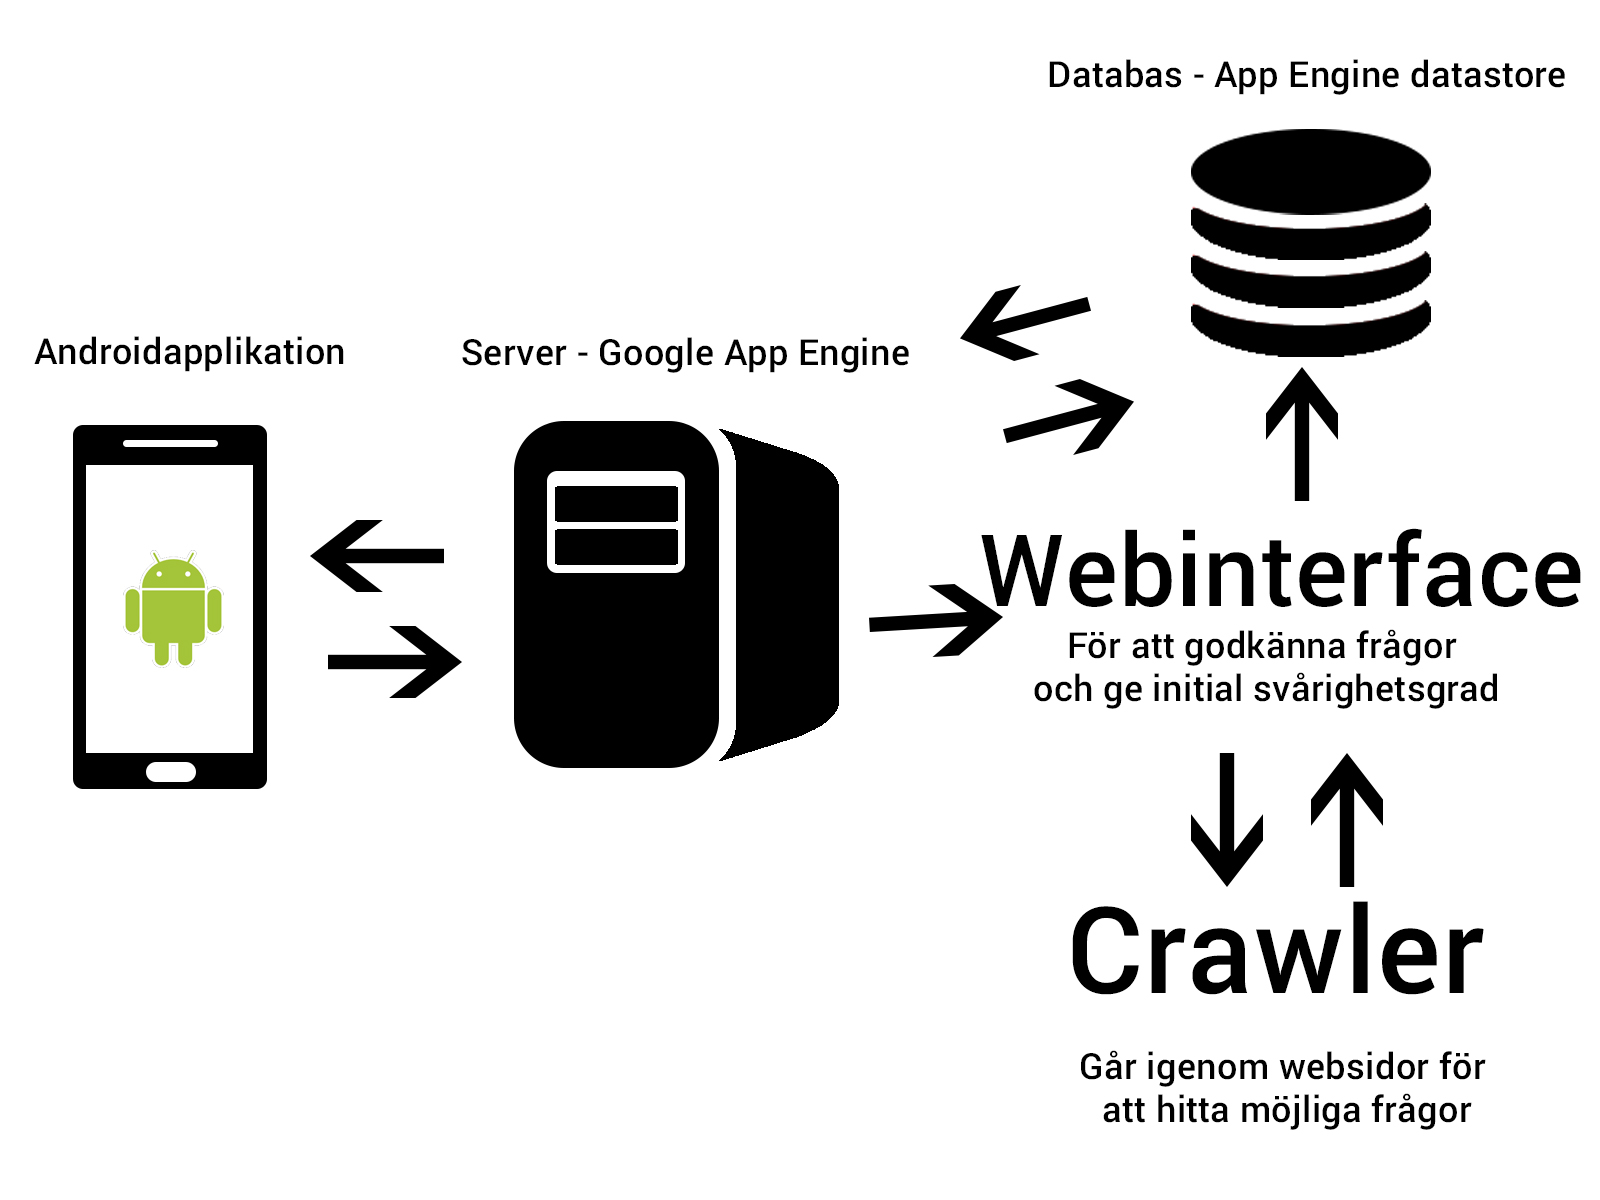 Databas - App Engine datastore
Androidapplikation
Server - Google App Engine
Webinterface
För att godkänna frågor
och ge initial svårighetsgrad
Crawler
Går igenom websidor för
att hitta möjliga frågor